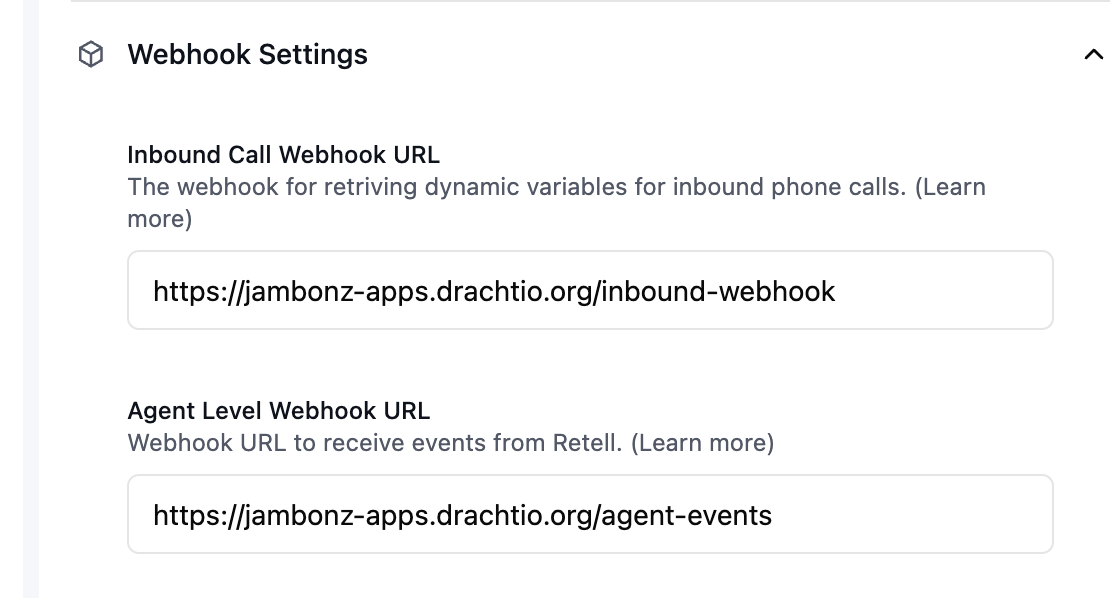 Webhook Settings
Inbound Call Webhook URL
The webhook for retriving dynamic variables for inbound phone calls. (Learn
more)
https://jambonz-apps.drachtio.org/inbound-webhook
Agent Level Webhook URL
Webhook URL to receive events from Retell. (Learn more)
https://jambonz-apps.drachtio.org/agent-events